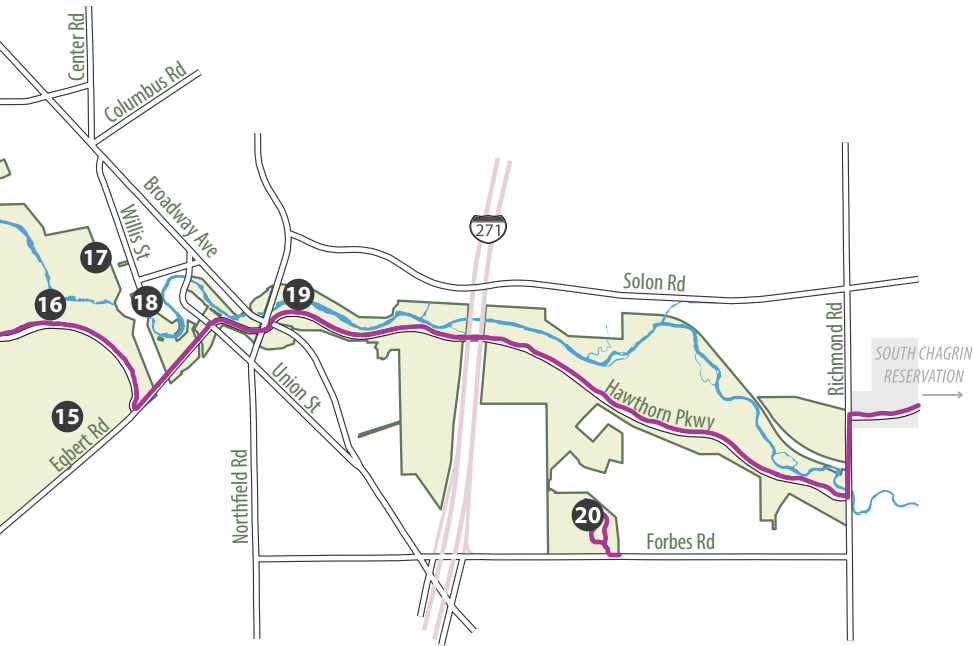 Center Rd
Columbus Rd
Broadway Ave
Willis St
17
16
18
19
271
Solon Rd
Richmond Rd
SOUTH CHAGRIN
RESERVATION
15
Egbert Rd
Union St
Hawthorn Pkwy
Northfield Rd
20
Forbes Rd